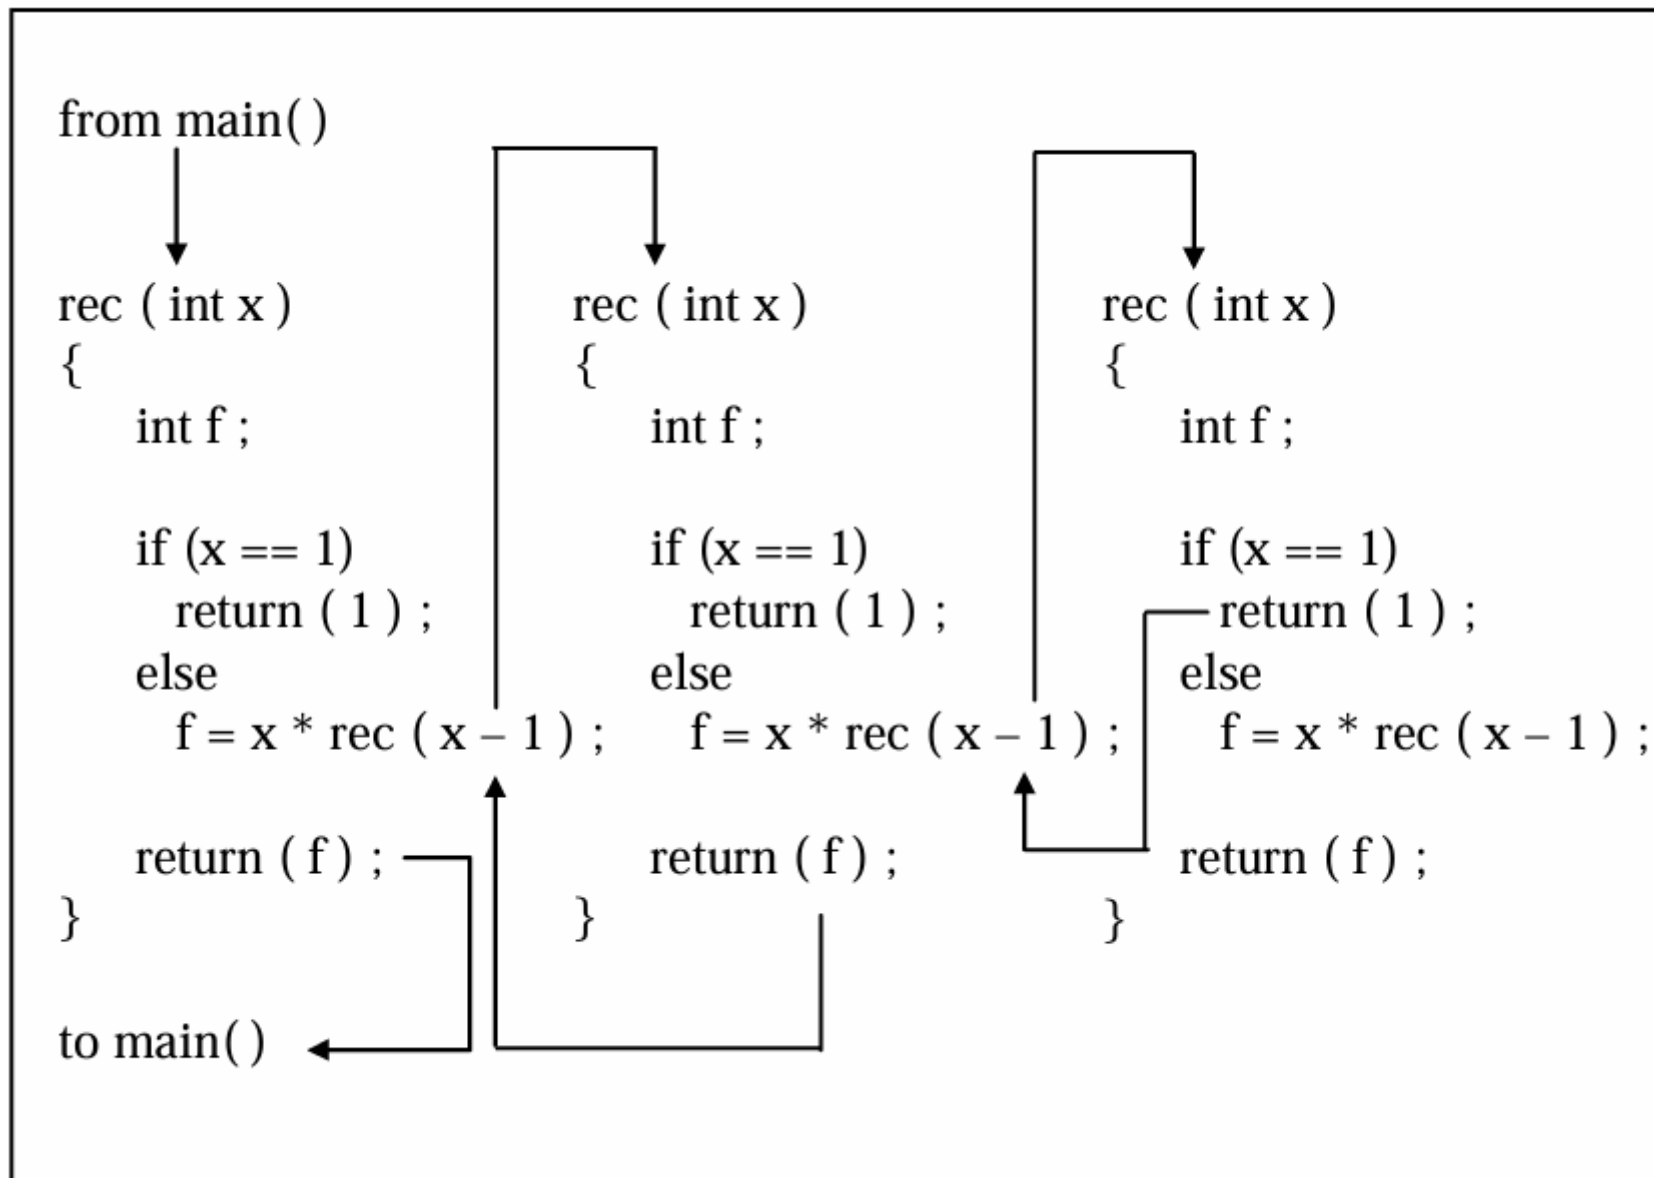 from main( )
rec ( int x )
{
int f ;
if (x == 1)
return ( 1 ) ;
else
f = x * rec ( x – 1 ) ;
return ( f ) ;
}
to main( )
rec ( int x )
{
int f ;
if (x == 1)
return ( 1 ) ;
else
f = x * rec ( x – 1 ) ;
return ( f ) ;
}
rec ( int x )
{
int f ;
if (x == 1)
return ( 1 ) ;
else
f = x * rec ( x – 1 ) ;
return ( f ) ;
}